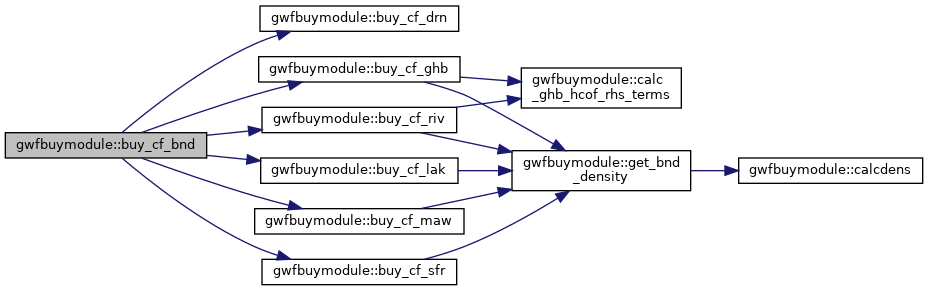 gwfbuymodule::buy_cf_bnd
gwfbuymodule::buy_cf_drn
gwfbuymodule::buy_cf_ghb
gwfbuymodule::buy_cf_riv
gwfbuymodule::buy_cf_lak
gwfbuymodule::buy_cf_maw
gwfbuymodule::buy_cf_sfr
gwfbuymodule::calc
_ghb_hcof_rhs_terms
gwfbuymodule::get_bnd
_density
gwfbuymodule::calcdens